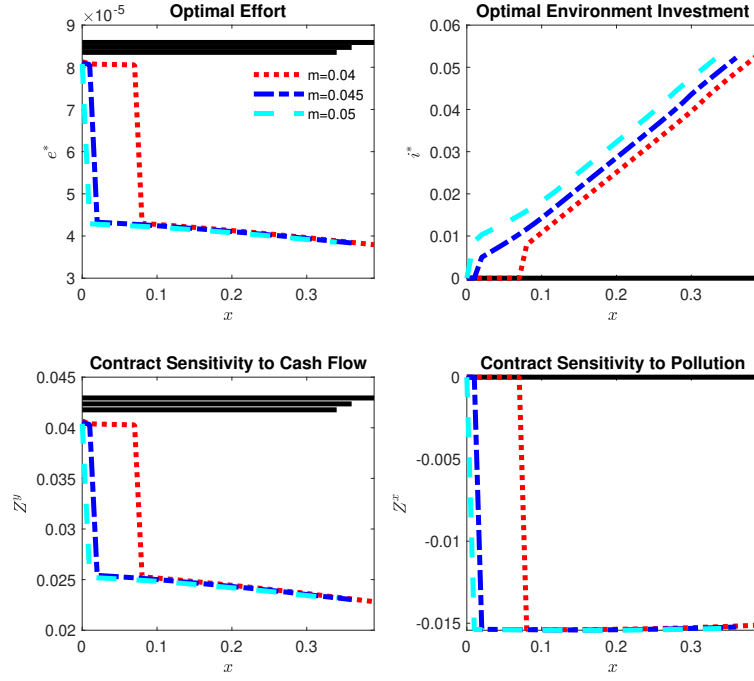 Optimal Effort
×10⁻⁵
9
8
7
6
5
4
3
e*
0
0.1
0.2
0.3
x
m=0.04
m=0.045
m=0.05
Optimal Environment Investment
0.06
0.05
0.04
0.03
0.02
0.01
0
i*
0
0.1
0.2
0.3
x
Contract Sensitivity to Cash Flow
0.045
0.04
0.035
0.03
0.025
0.02
Z^y
0
0.1
0.2
0.3
x
Contract Sensitivity to Pollution
0
-0.005
-0.01
-0.015
Z^x
0
0.1
0.2
0.3
x